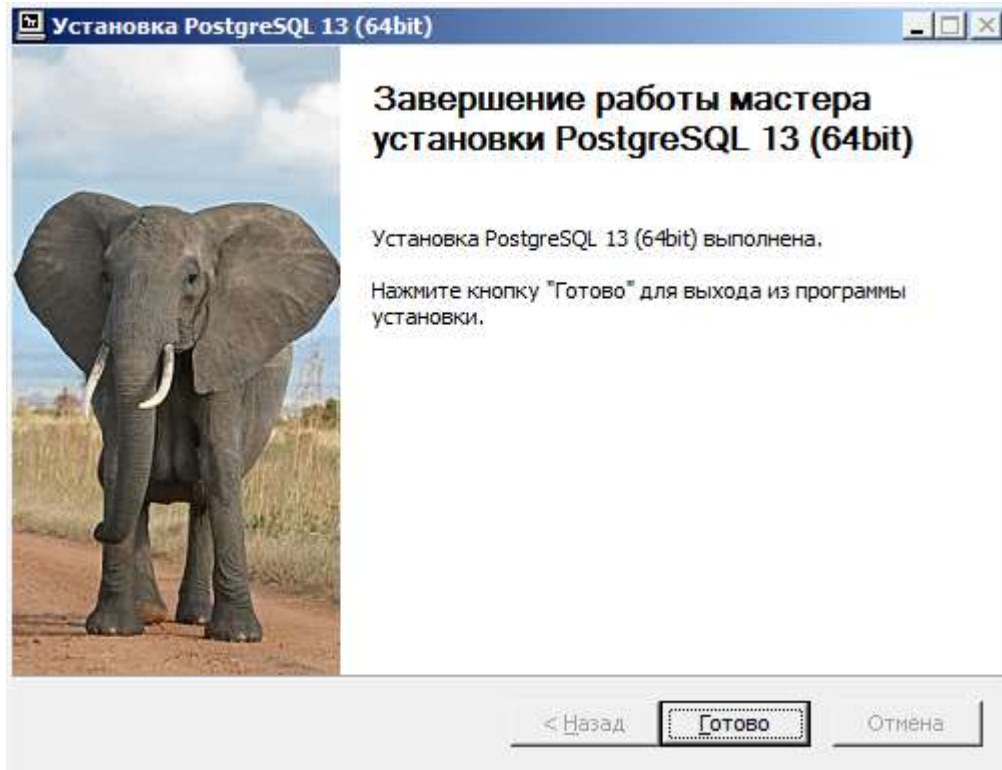 Установка PostgreSQL 13 (64bit)
Завершение работы мастера
установки PostgreSQL 13 (64bit)
Установка PostgreSQL 13 (64bit) выполнена.
Нажмите кнопку "Готово" для выхода из программы
установки.
< Назад
Готово
Отмена